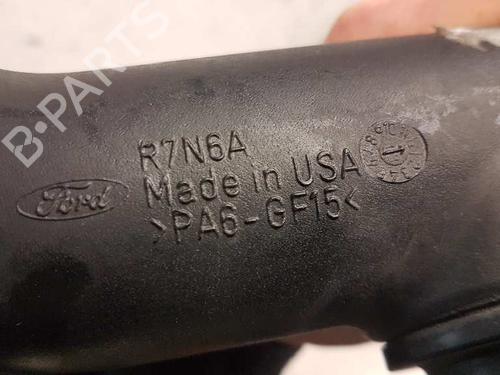 B-PARTS
R7N6A
Ford
Made in USA
>PA6-GF15<